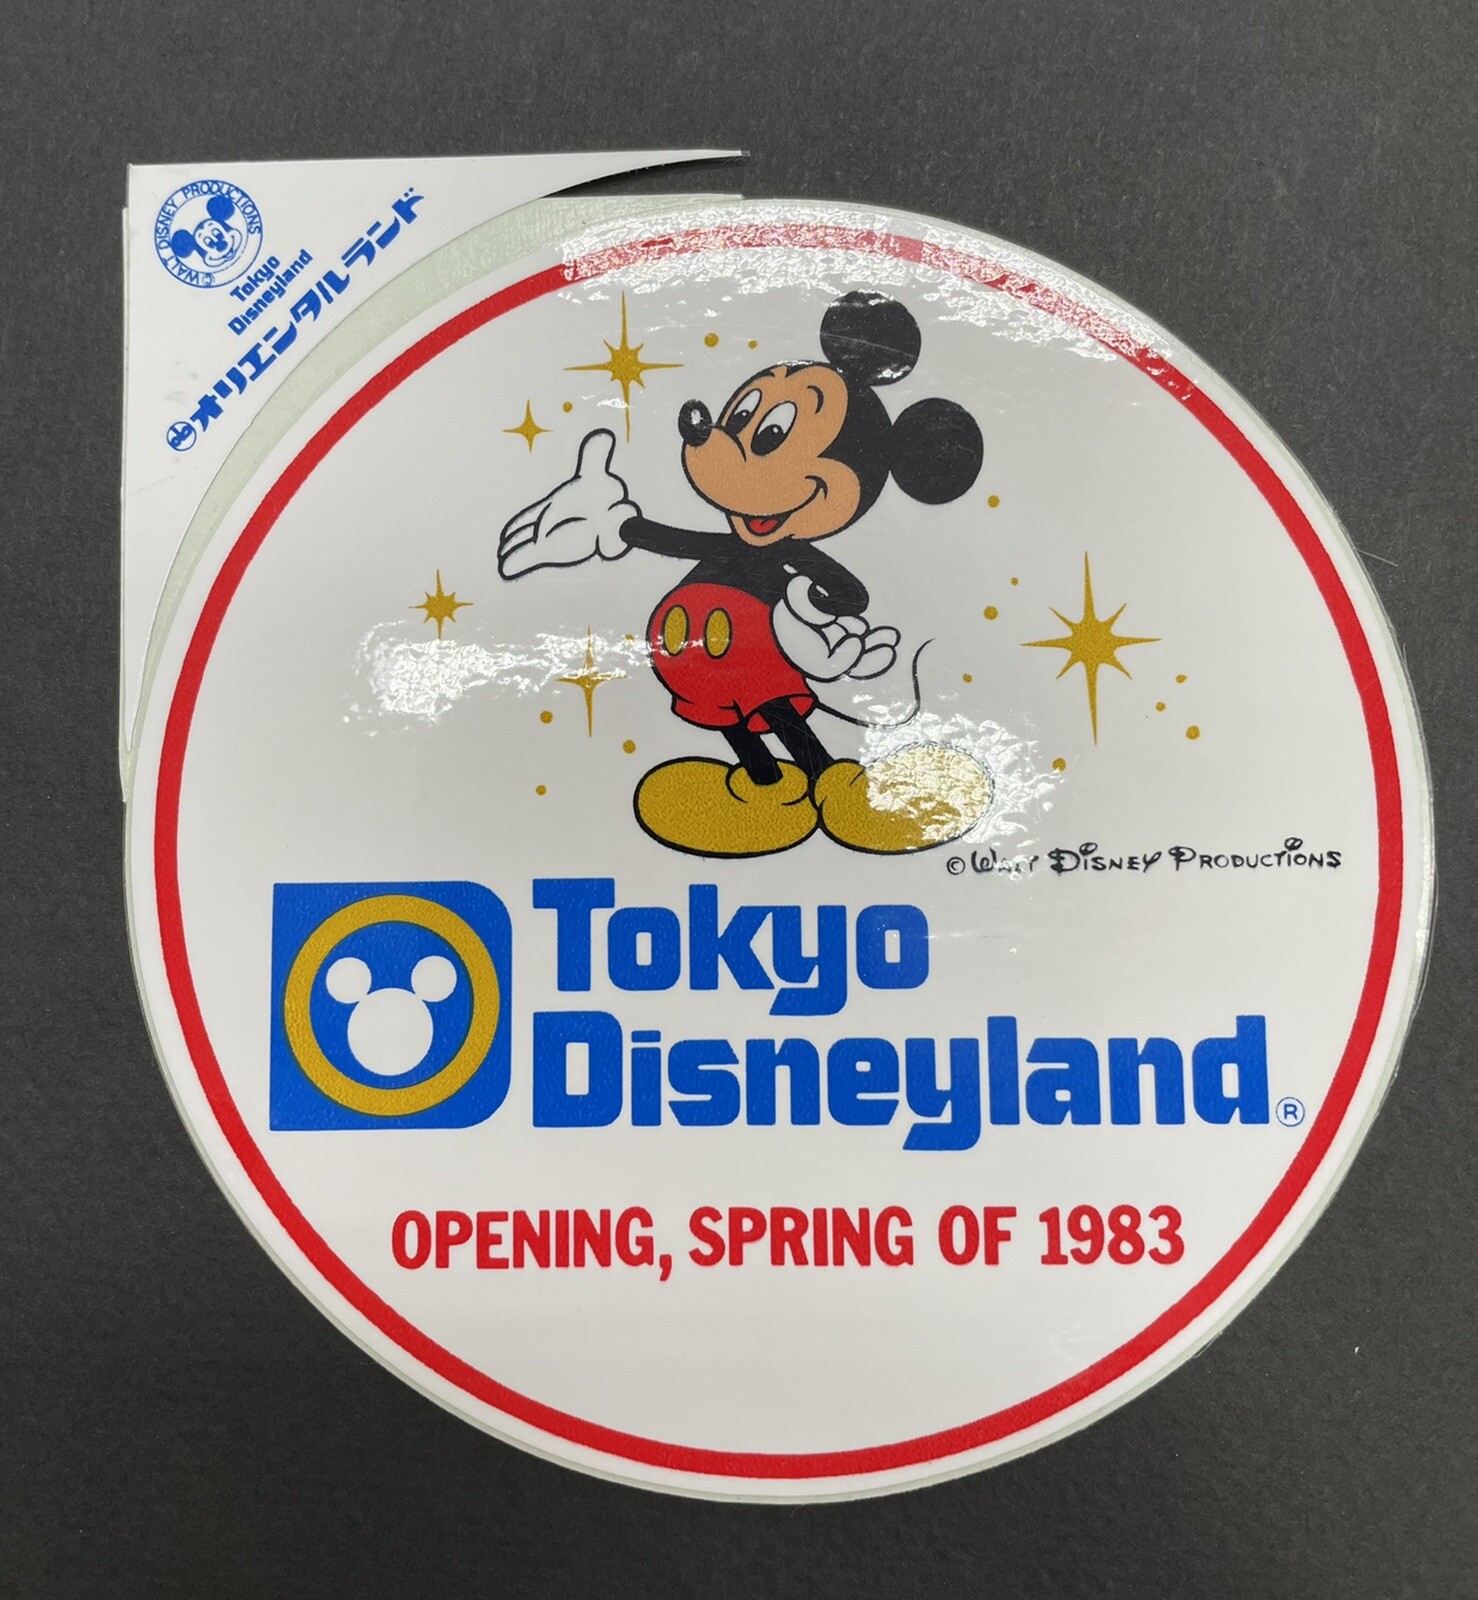 ©WALT DISNEY PRODUCTIONS
Tokyo
Disneyland
オリエンタルランド
© Walt Disney Productions
Tokyo
Disneyland®
OPENING, SPRING OF 1983